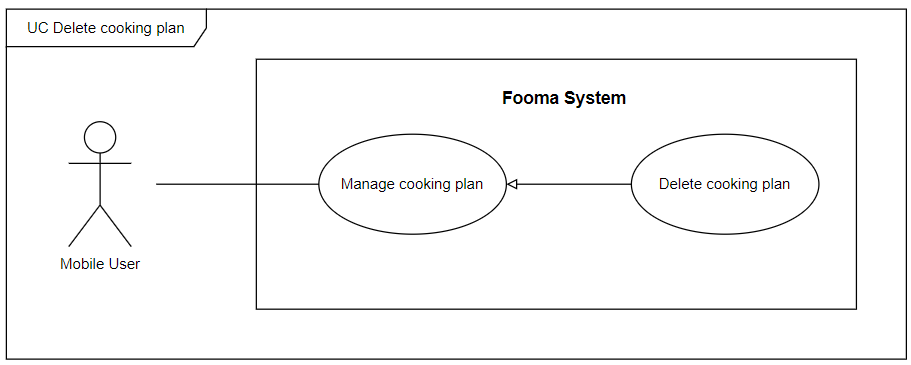 UC Delete cooking plan
Fooma System
Manage cooking plan
Delete cooking plan
Mobile User